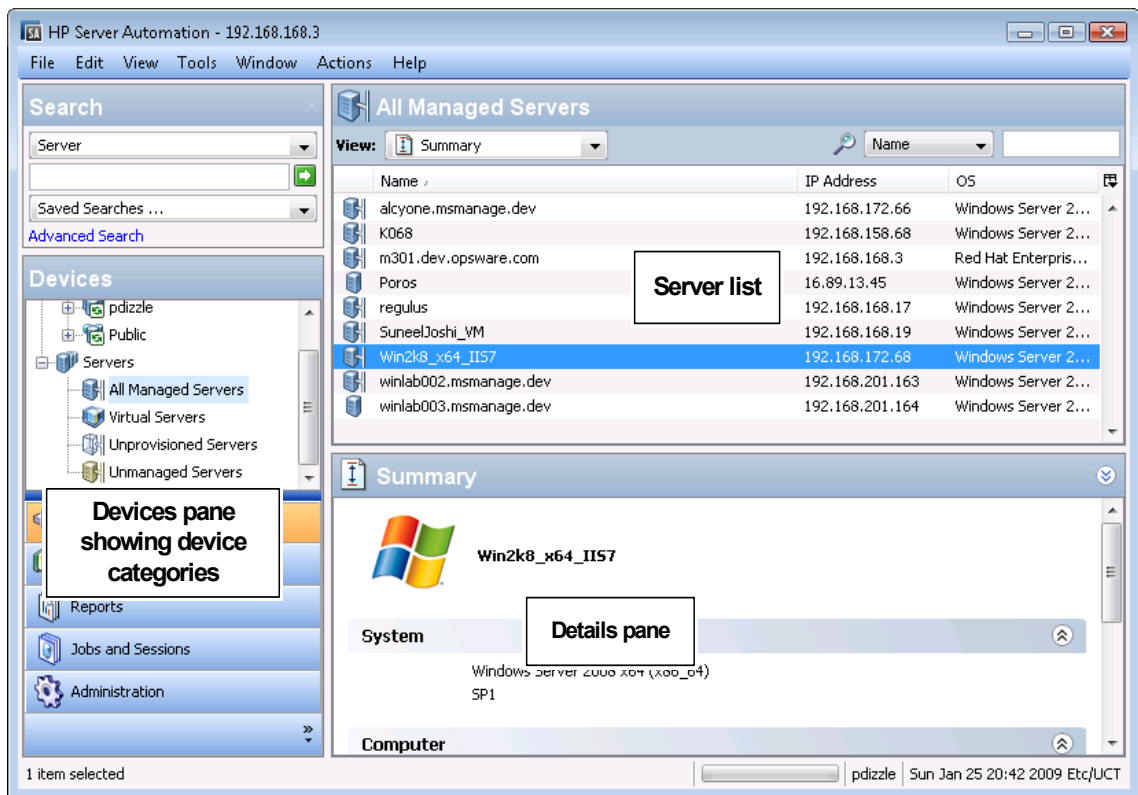 SA HP Server Automation - 192.168.168.3
File Edit View Tools Window Actions Help
Search
Server
Saved Searches ...
Advanced Search
Devices
pdizzle
Public
Servers
All Managed Servers
Virtual Servers
Unprovisioned Servers
Unmanaged Servers
Devices pane
showing device
categories
Reports
Jobs and Sessions
Administration
All Managed Servers
View: Summary Name
Name IP Address OS
alcyone.msmanage.dev 192.168.172.66 Windows Server 2...
K068 192.168.158.68 Windows Server 2...
m301.dev.opsware.com 192.168.168.3 Red Hat Enterpris...
Poros 16.89.13.45 Windows Server 2...
regulus 192.168.168.17 Windows Server 2...
SuneelJoshi_VM 192.168.168.19 Windows Server 2...
Win2k8_x64_IIS7 192.168.172.68 Windows Server 2...
winlab002.msmanage.dev 192.168.201.163 Windows Server 2...
winlab003.msmanage.dev 192.168.201.164 Windows Server 2...
Server list
Summary
Win2k8_x64_IIS7
Details pane
System
Windows Server 2008 x64 (x86_64)
SP1
Computer
1 item selected
pdizzle Sun Jan 25 20:42 2009 Etc/UCT